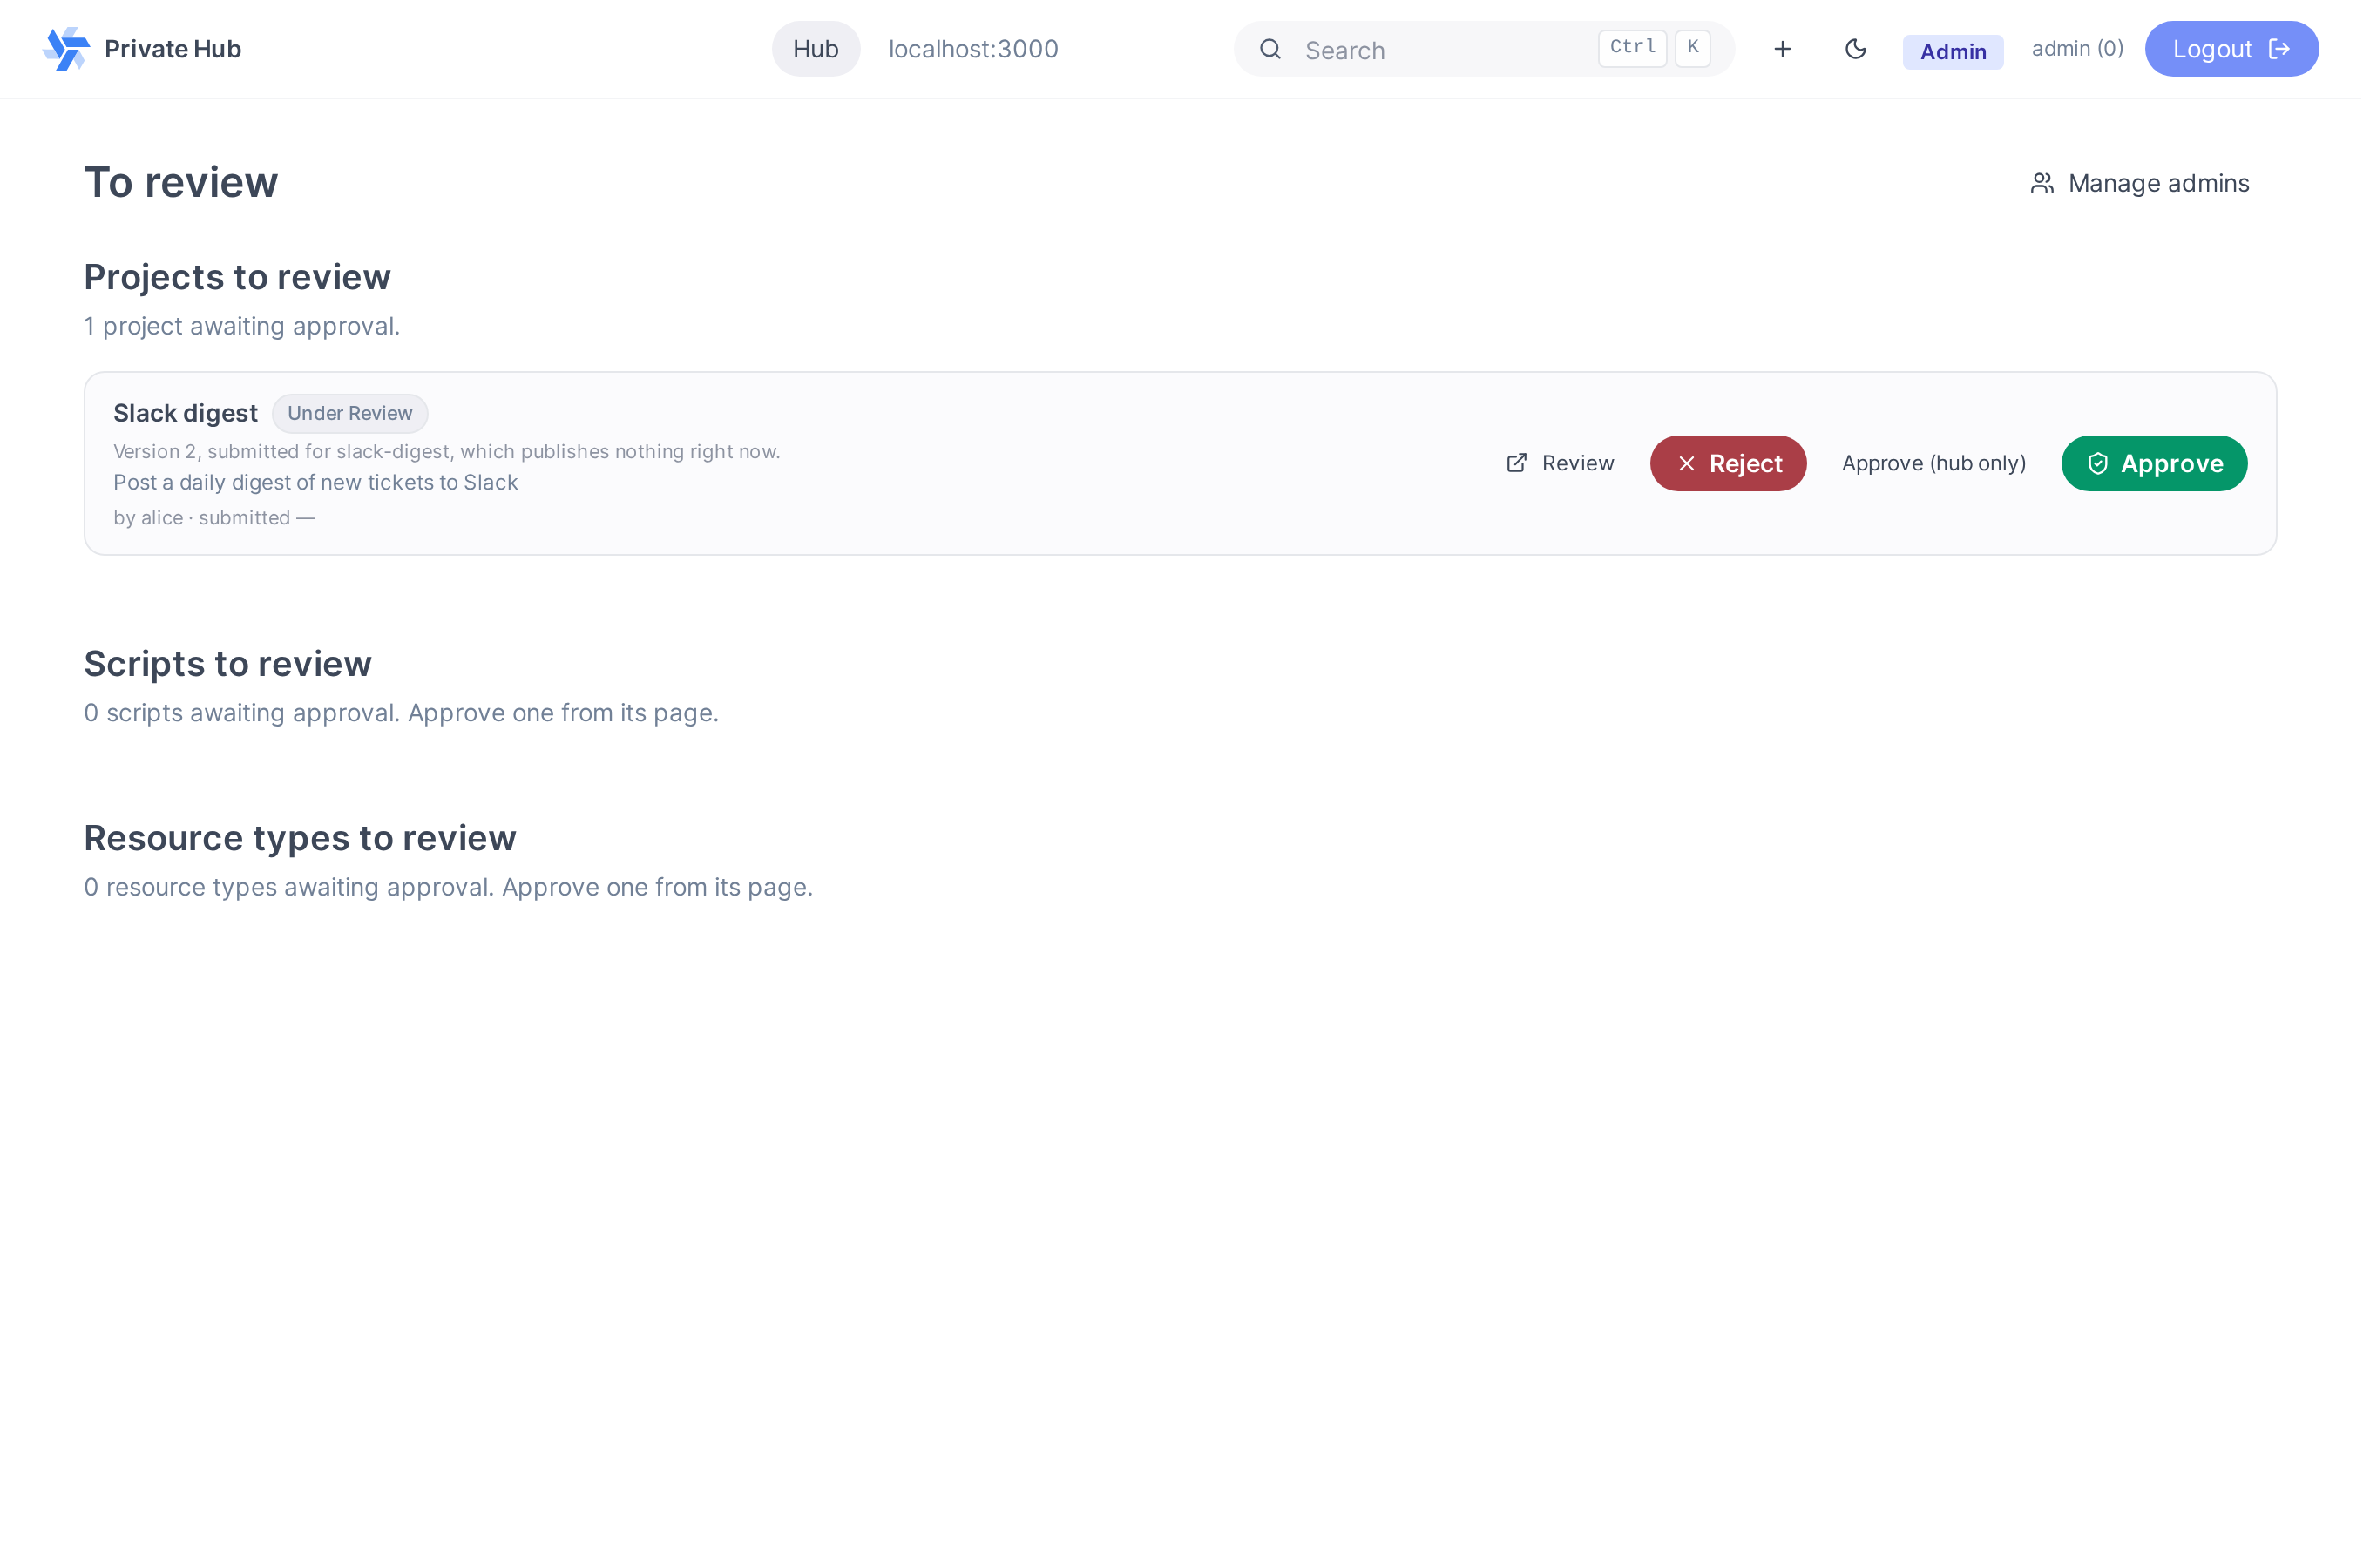 Private Hub
Hub
localhost:3000
Search
Ctrl K
Admin
admin (0)
Logout
To review
Manage admins
Projects to review
1 project awaiting approval.
Slack digest
Under Review
Version 2, submitted for slack-digest, which publishes nothing right now.
Post a daily digest of new tickets to Slack
by alice · submitted —
Review
Reject
Approve (hub only)
Approve
Scripts to review
0 scripts awaiting approval. Approve one from its page.
Resource types to review
0 resource types awaiting approval. Approve one from its page.